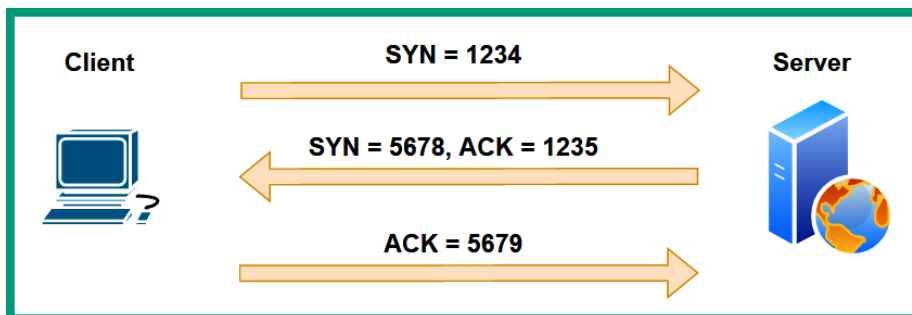 Client
SYN = 1234
Server
SYN = 5678, ACK = 1235
ACK = 5679